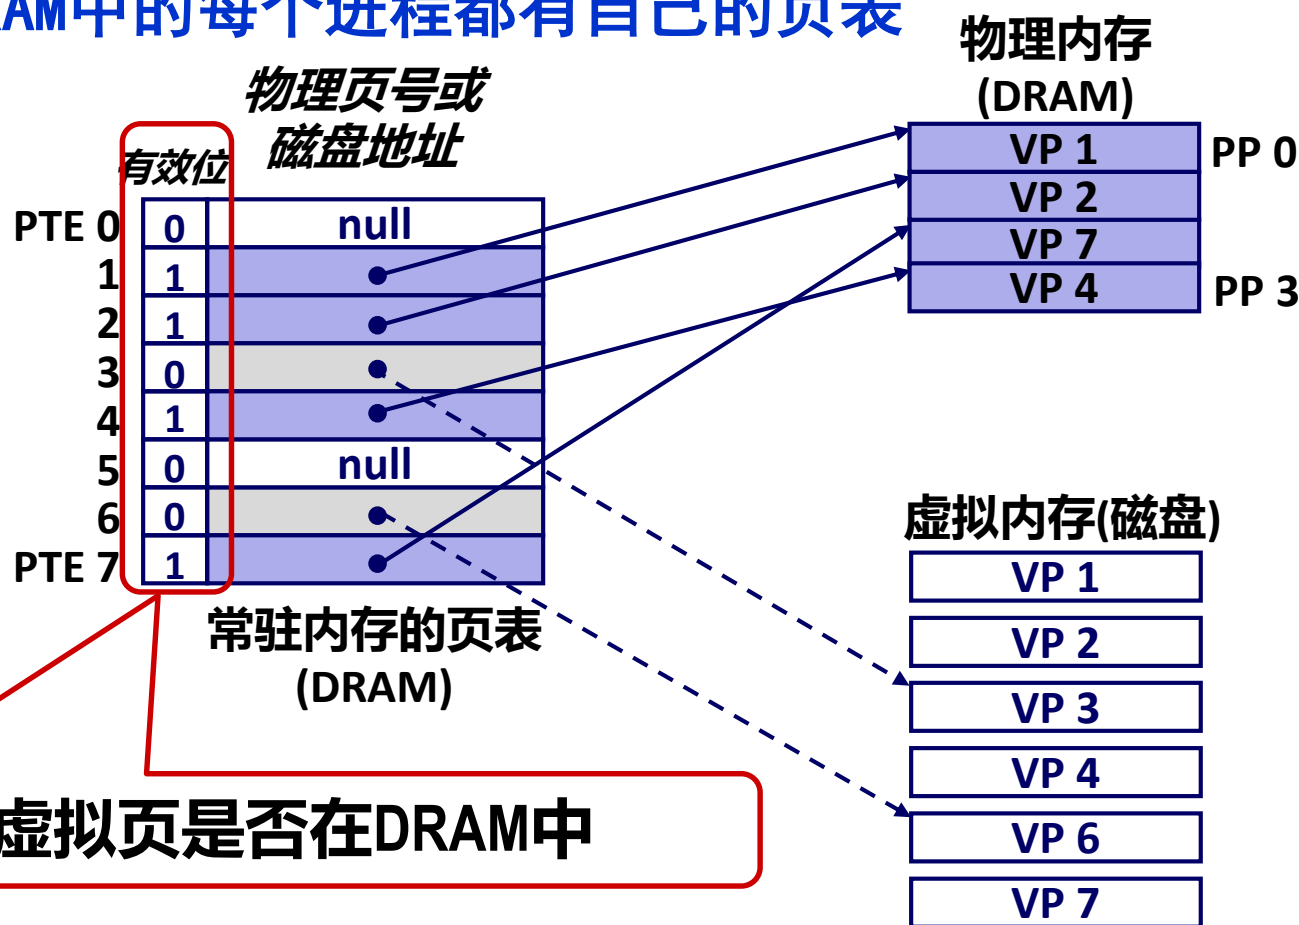 AM中的每个进程都有自己的页表
物理内存
(DRAM)
物理页号或
磁盘地址
有效位
VP 1 PP 0
VP 2
VP 7
VP 4 PP 3
PTE 0 0 null
1 1
2 1
3 0
4 1
5 0 null
6 0
PTE 7 1
常驻内存的页表
(DRAM)
虚拟内存(磁盘)
VP 1
VP 2
VP 3
VP 4
VP 6
VP 7
虚拟页是否在DRAM中